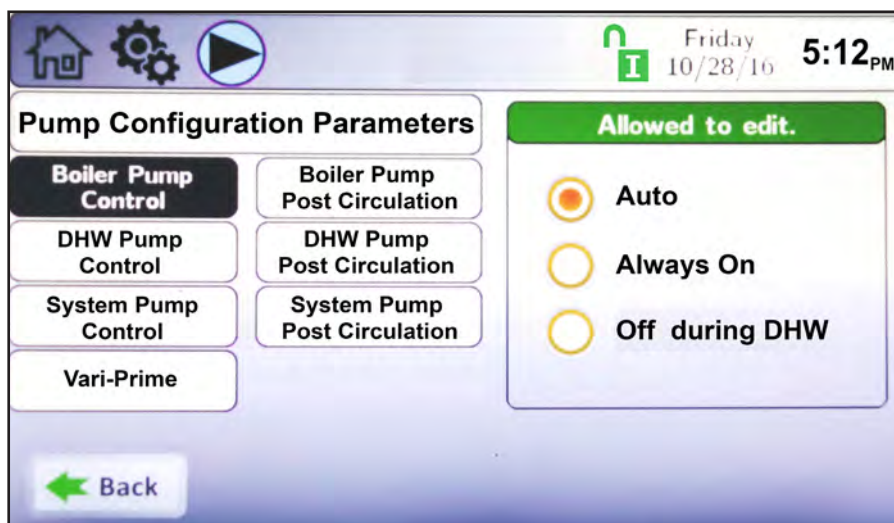 Friday
10/28/16
5:12PM
I
Pump Configuration Parameters
Boiler Pump
Control
Boiler Pump
Post Circulation
DHW Pump
Control
DHW Pump
Post Circulation
System Pump
Control
System Pump
Post Circulation
Vari-Prime
Allowed to edit.
Auto
Always On
Off during DHW
Back